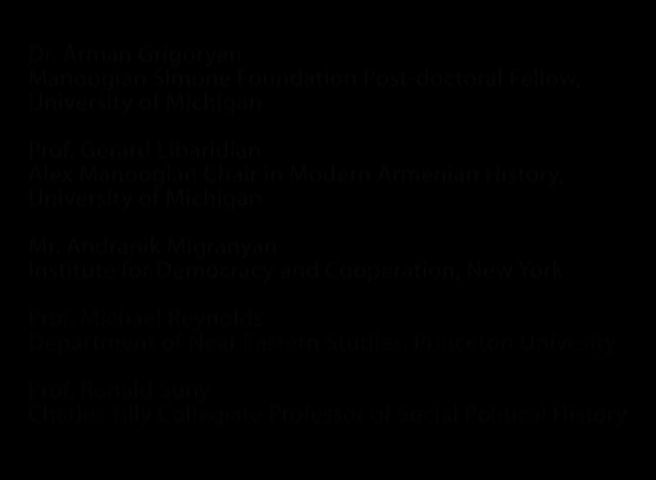 Dr. Arman Grigoryan
Manoogian Simone Foundation Post-doctoral Fellow,
University of Michigan
Prof. Gerard Libaridian
Alex Manoogian Chair in Modern Armenian History,
University of Michigan
Mr. Andranik Migranyan
Institute for Democracy and Cooperation, New York
Prof. Michael Reynolds
Department of Near Eastern Studies, Princeton University
Prof. Ronald Suny
Charles Tilly Collegiate Professor of Social Political History